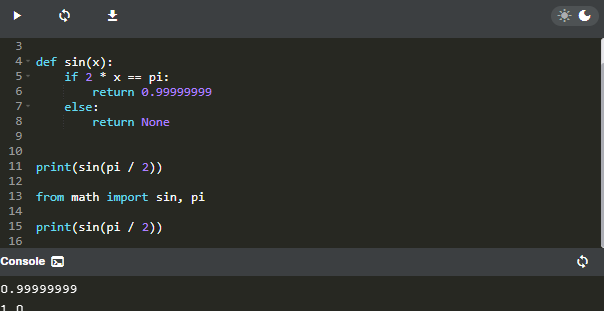 3
4 def sin(x):
5     if 2 * x == pi:
6         return 0.99999999
7     else:
8         return None
9
10
11 print(sin(pi / 2))
12
13 from math import sin, pi
14
15 print(sin(pi / 2))
16
Console
0.99999999
1.0